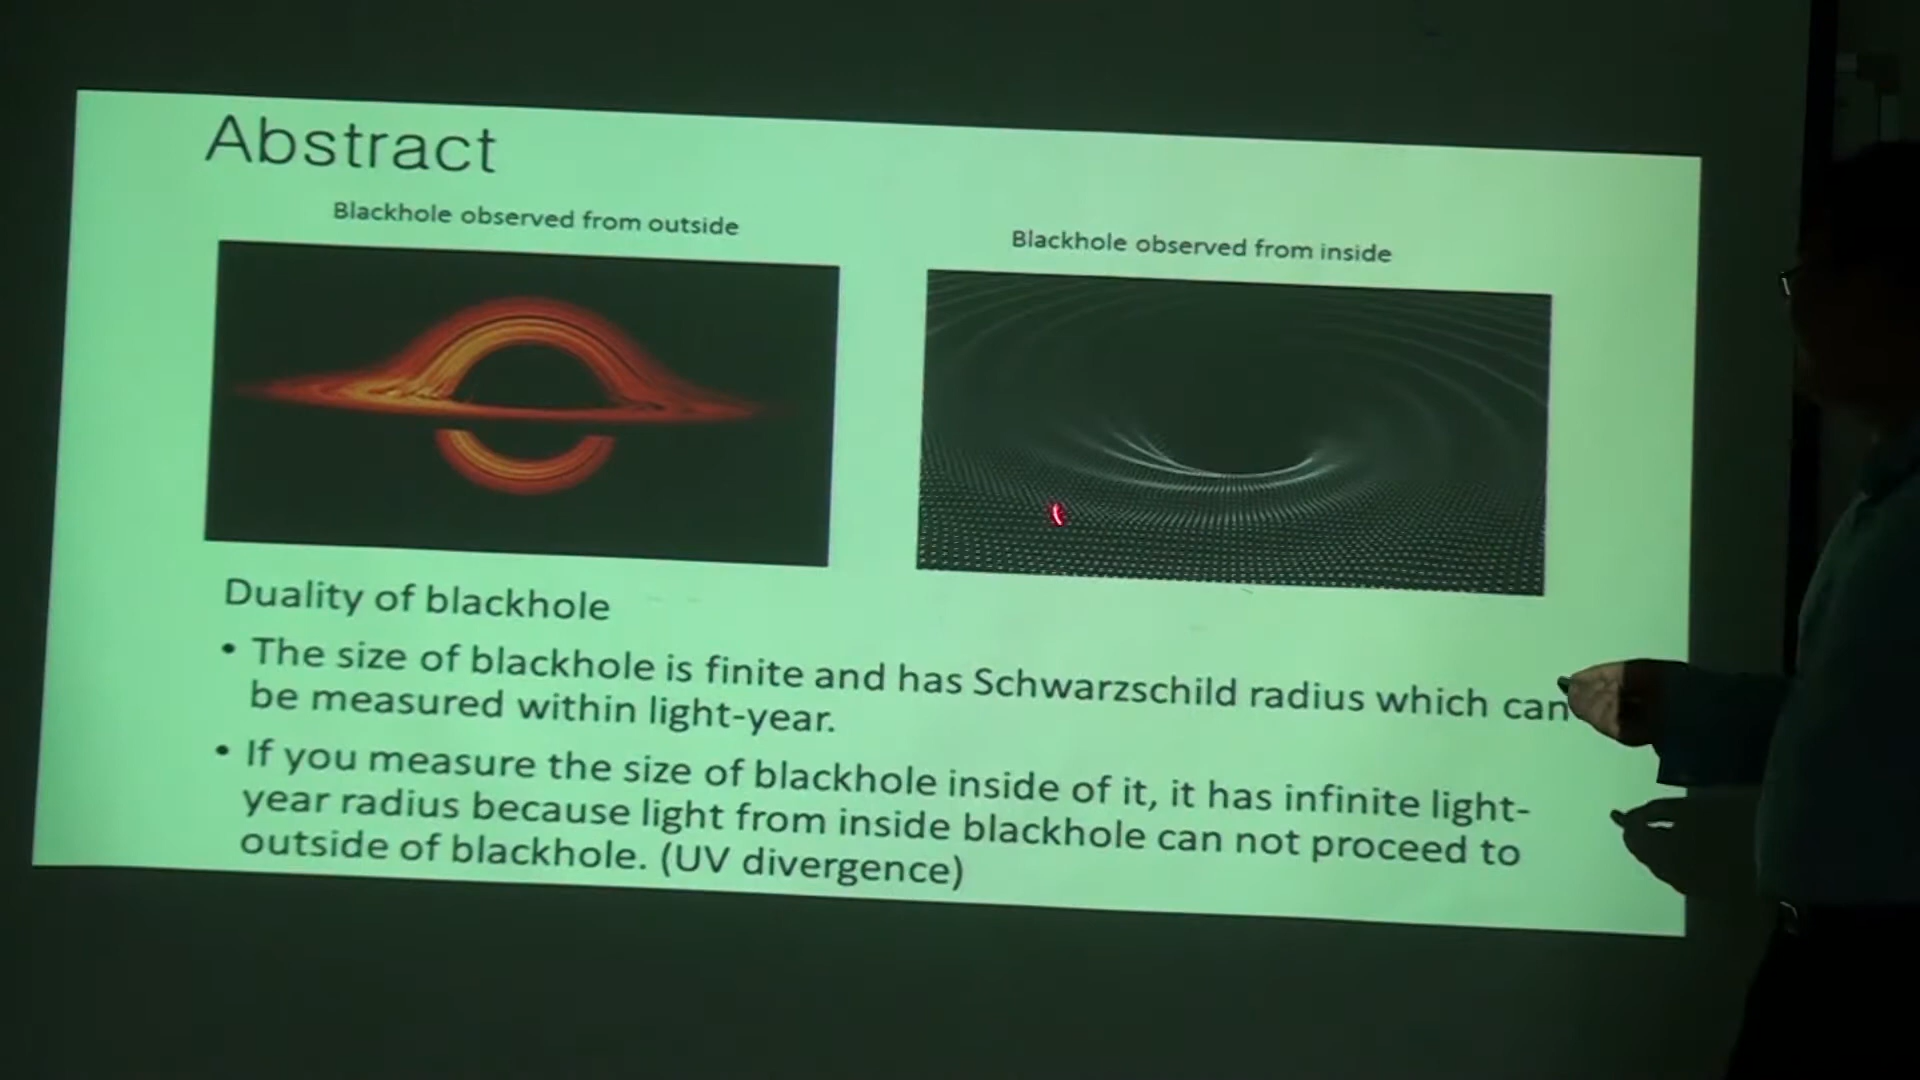 Abstract
Blackhole observed from outside
Blackhole observed from inside
Duality of blackhole
• The size of blackhole is finite and has Schwarzschild radius which can
be measured within light-year.
• If you measure the size of blackhole inside of it, it has infinite light-
year radius because light from inside blackhole can not proceed to
outside of blackhole. (UV divergence)